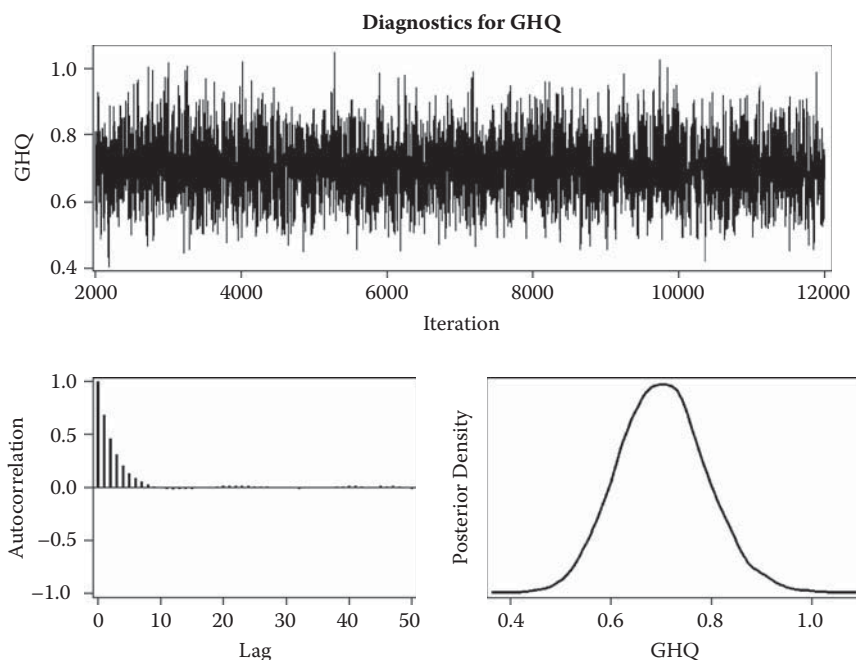 Diagnostics for GHQ
GHQ
1.0
0.8
0.6
0.4
2000 4000 6000 8000 10000 12000
Iteration
Autocorrelation
1.0
0.5
0.0
−0.5
−1.0
0 10 20 30 40 50
Lag
Posterior Density
0.4 0.6 0.8 1.0
GHQ